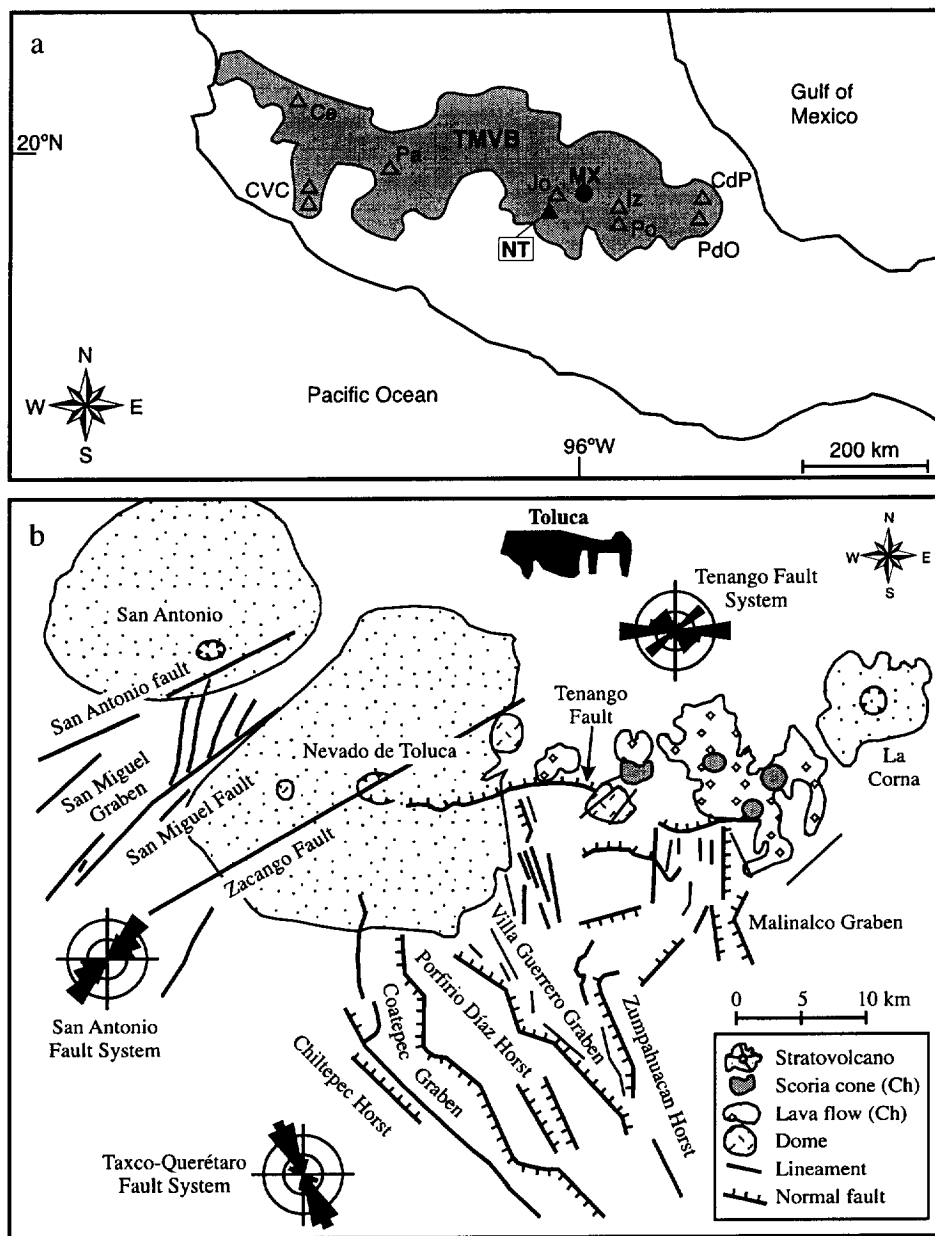 a
Gulf of
Mexico
20°N
Ce
TMVB
Pa
CVC
Jo
MX
Iz
CdP
Po
PdO
NT
N
W
E
S
Pacific Ocean
96°W
200 km
b
Toluca
N
W
E
S
San Antonio
Tenango Fault
System
San Antonio fault
Tenango
Fault
Nevado de Toluca
La
Corna
San Miguel
Graben
San Miguel Fault
Zacango Fault
Malinalco Graben
San Antonio
Fault System
Villa Guerrero Graben
Porfirio Díaz Horst
Coatepec
Graben
Chiltepec Horst
Zumpahuacan Horst
0 5 10 km
Taxco-Querétaro
Fault System
Stratovolcano
Scoria cone (Ch)
Lava flow (Ch)
Dome
Lineament
Normal fault